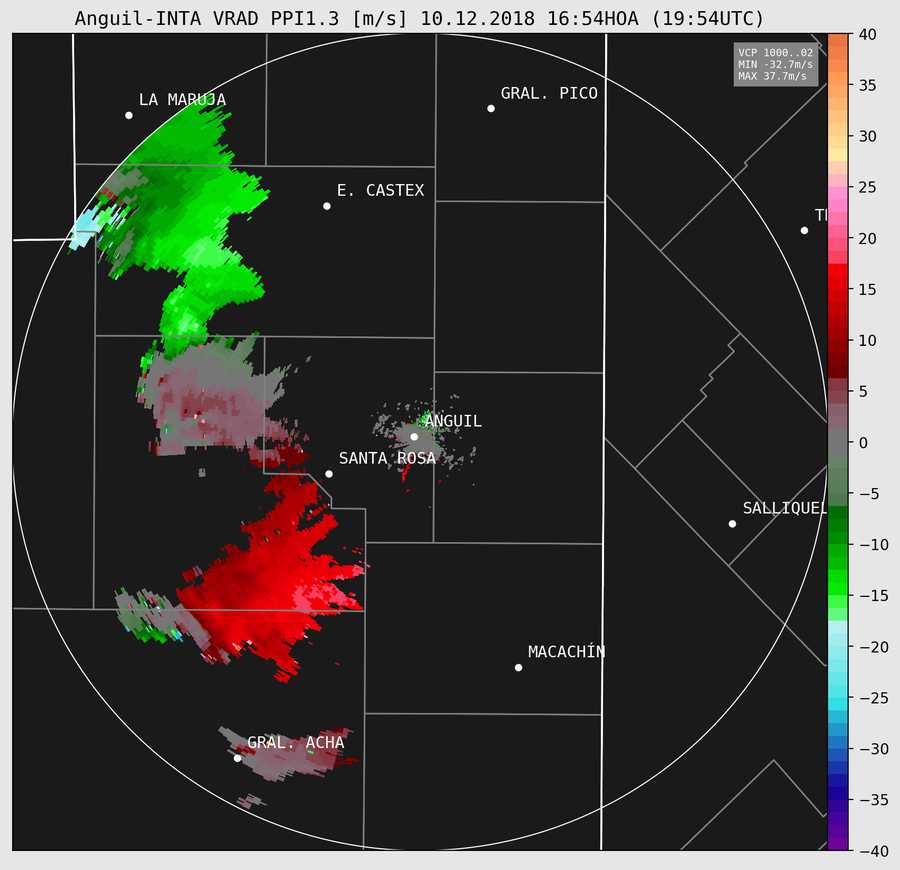 Anguil-INTA VRAD PPI1.3 [m/s] 10.12.2018 16:54HOA (19:54UTC)
VCP 1000..02
MIN -32.7m/s
MAX 37.7m/s
LA MARUJA
GRAL. PICO
E. CASTEX
ANGUIL
SANTA ROSA
SALLIQUEL
MACACHÍN
GRAL. ACHA
40
35
30
25
20
15
10
5
0
−5
−10
−15
−20
−25
−30
−35
−40